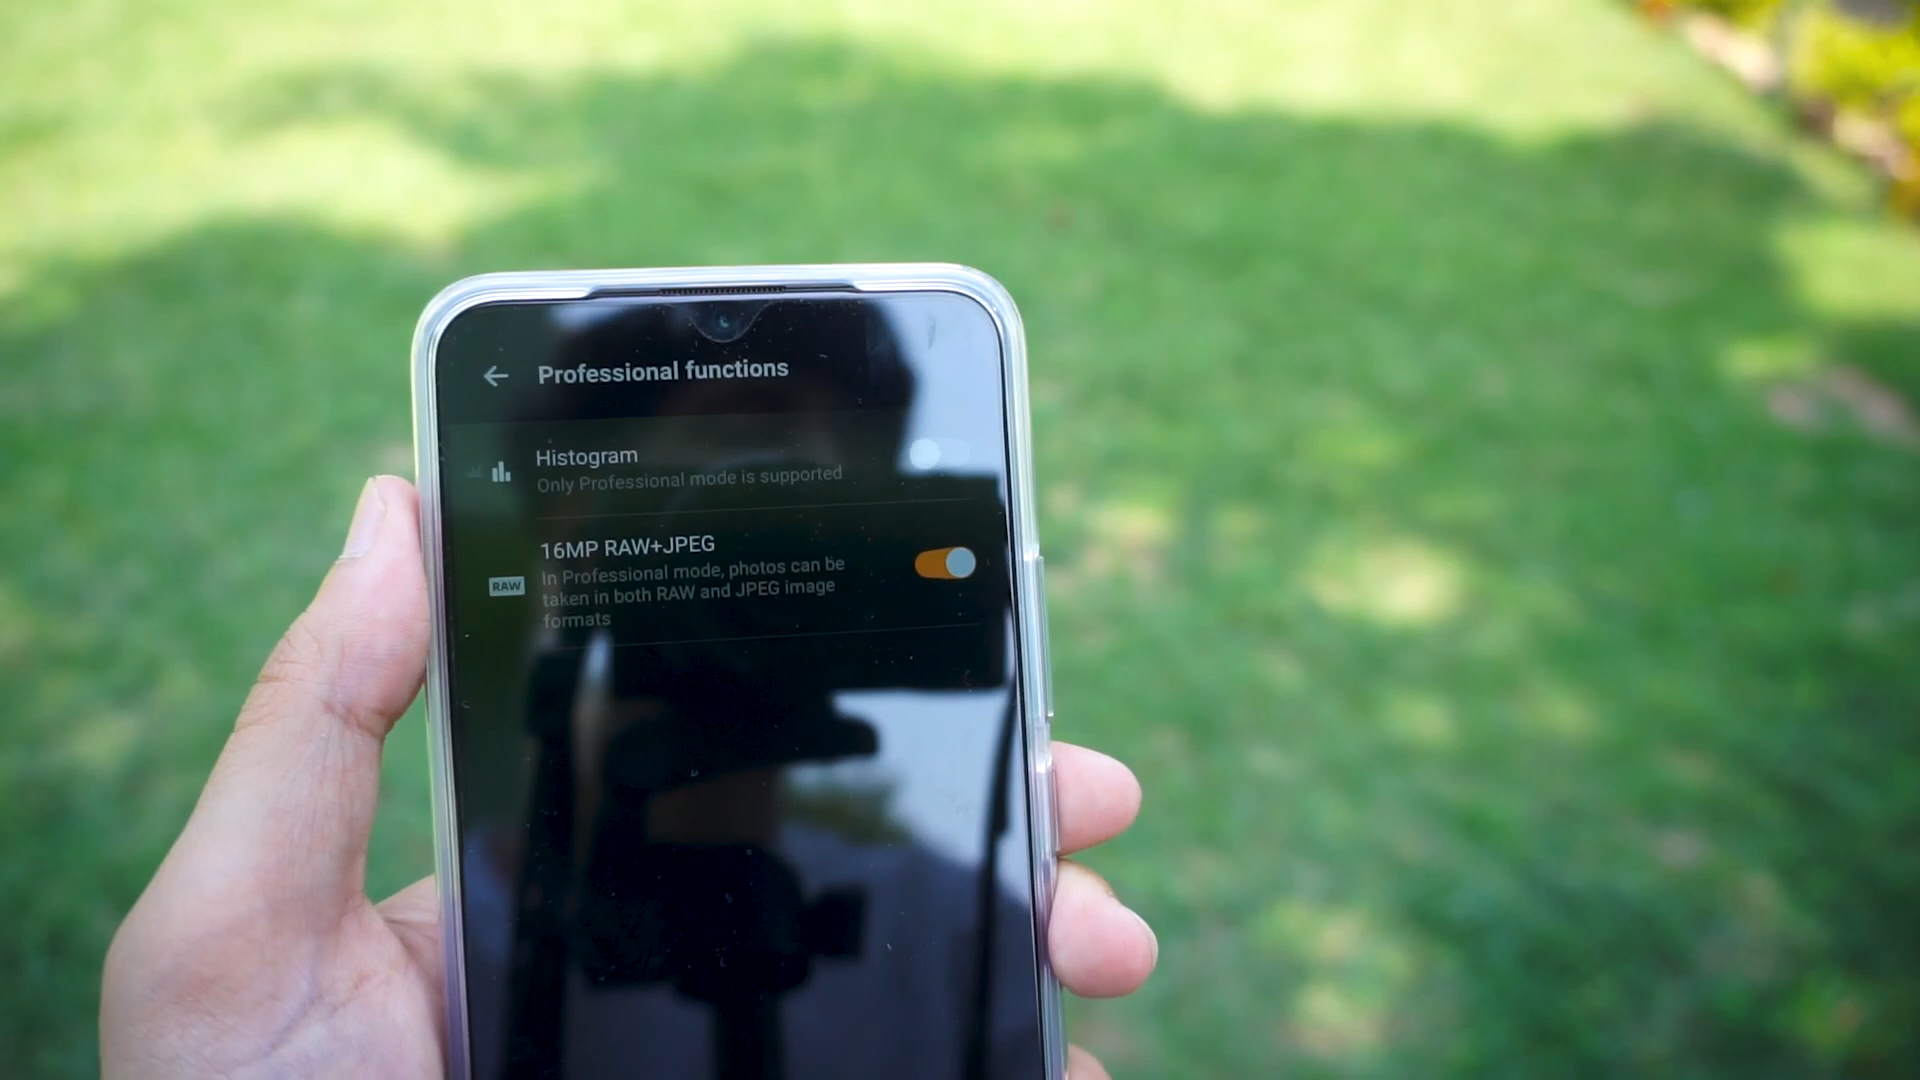 Professional functions
Histogram
Only Professional mode is supported
16MP RAW+JPEG
RAW
In Professional mode, photos can be
taken in both RAW and JPEG image
formats